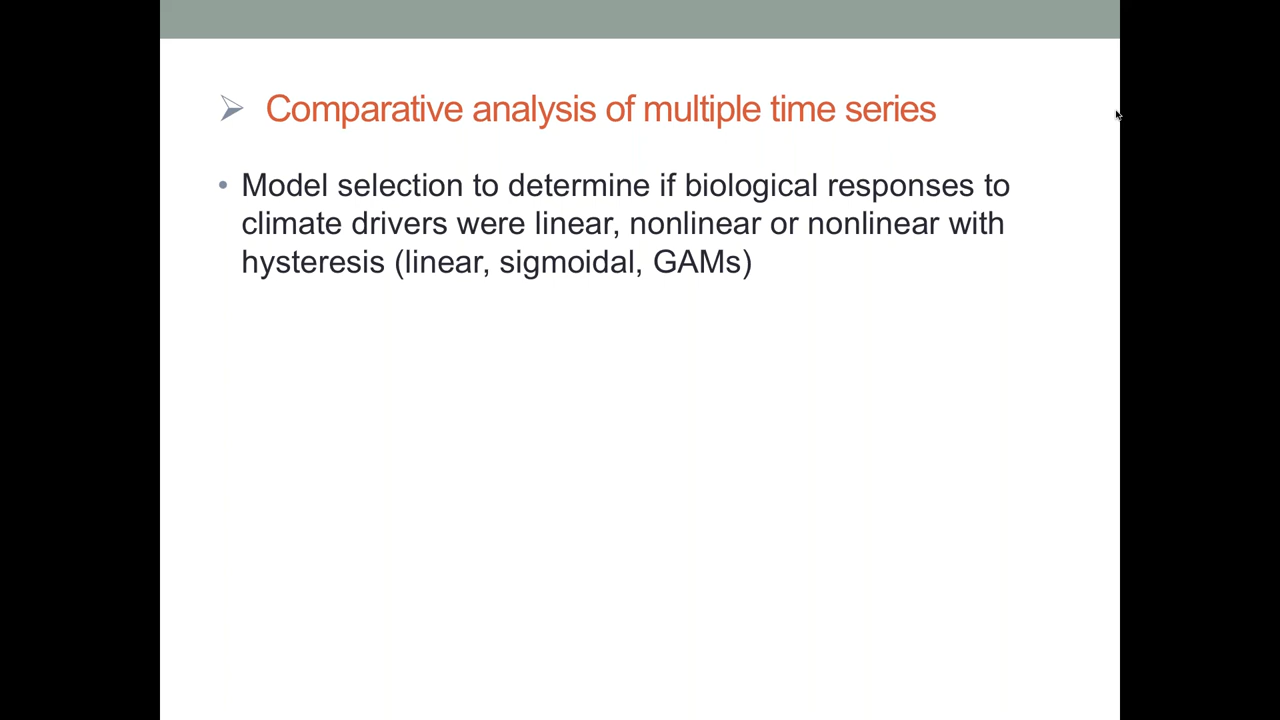 ➢ Comparative analysis of multiple time series
• Model selection to determine if biological responses to
climate drivers were linear, nonlinear or nonlinear with
hysteresis (linear, sigmoidal, GAMs)